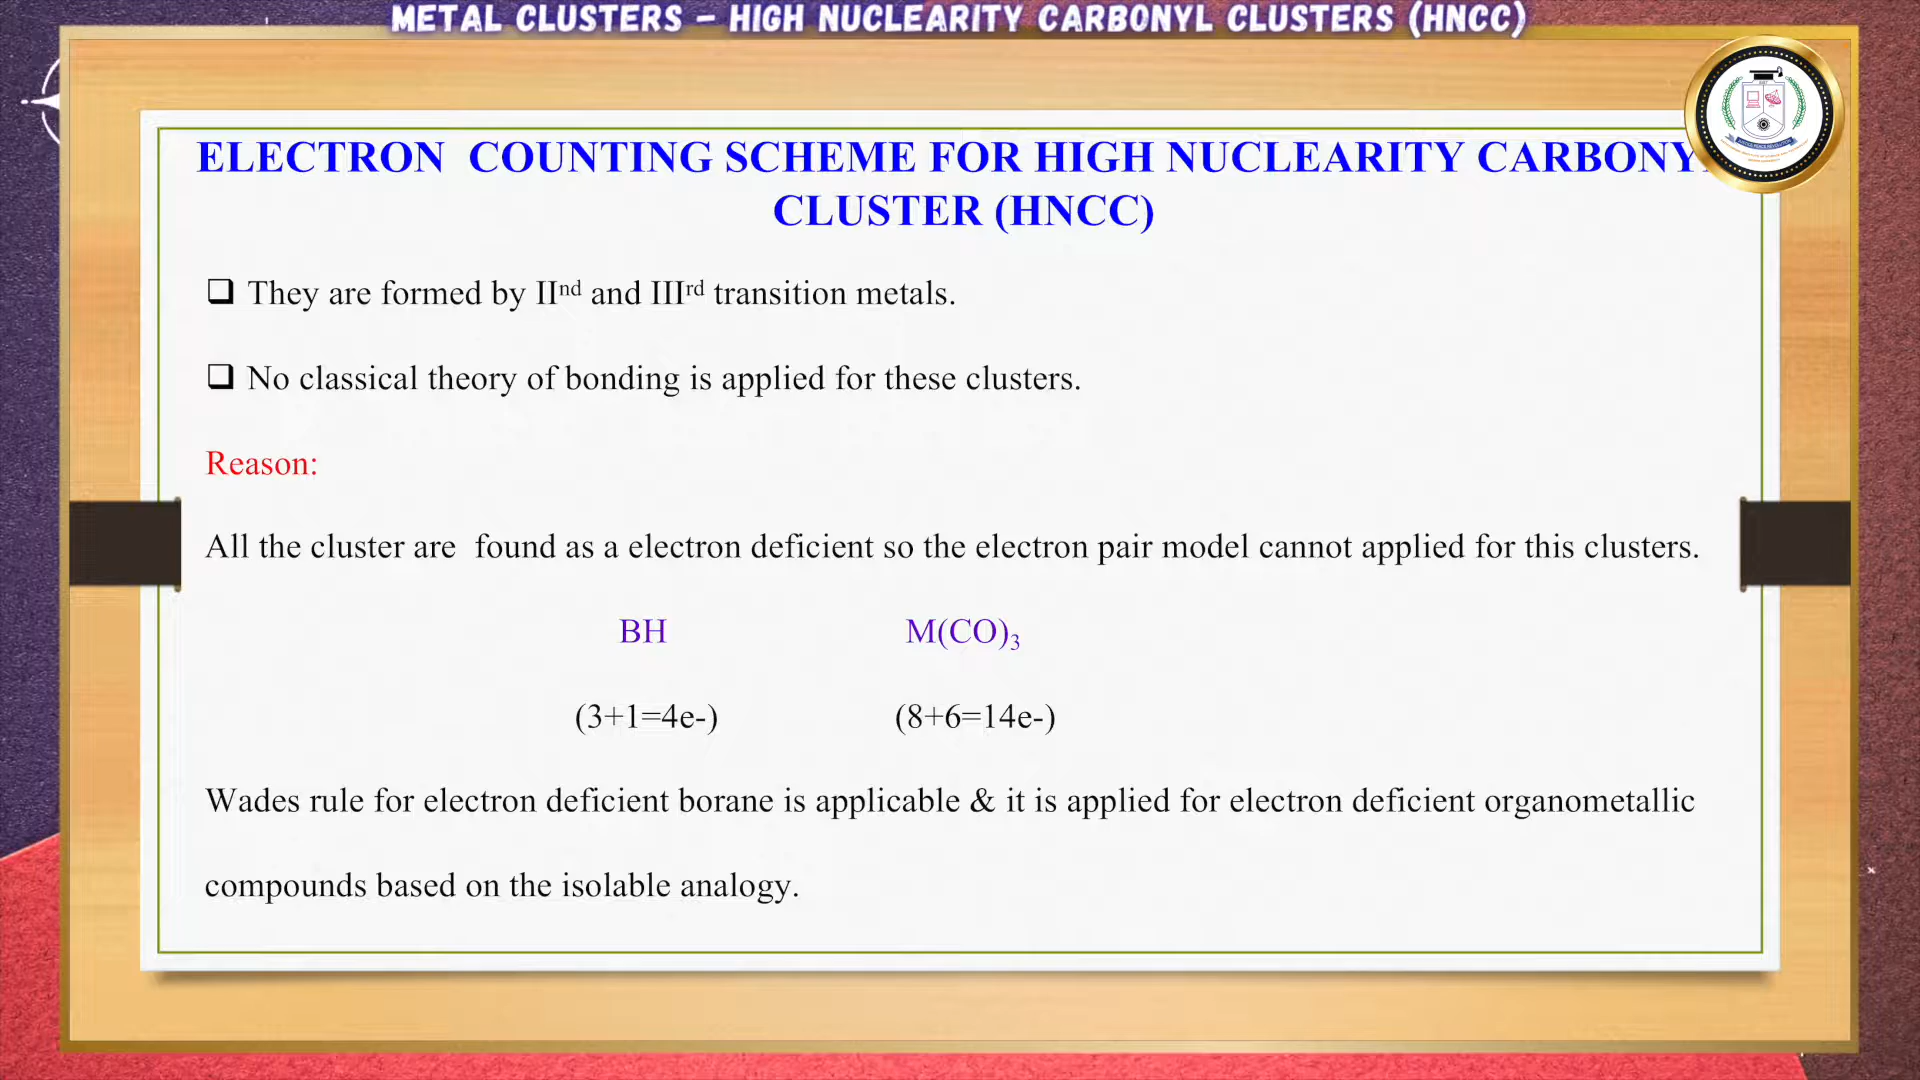 METAL CLUSTERS – HIGH NUCLEARITY CARBONYL CLUSTERS (HNCC)
ELECTRON COUNTING SCHEME FOR HIGH NUCLEARITY CARBONY
CLUSTER (HNCC)
❑ They are formed by IInd and IIIrd transition metals.
❑ No classical theory of bonding is applied for these clusters.
Reason:
All the cluster are found as a electron deficient so the electron pair model cannot applied for this clusters.
BH M(CO)3
(3+1=4e-) (8+6=14e-)
Wades rule for electron deficient borane is applicable & it is applied for electron deficient organometallic
compounds based on the isolable analogy.